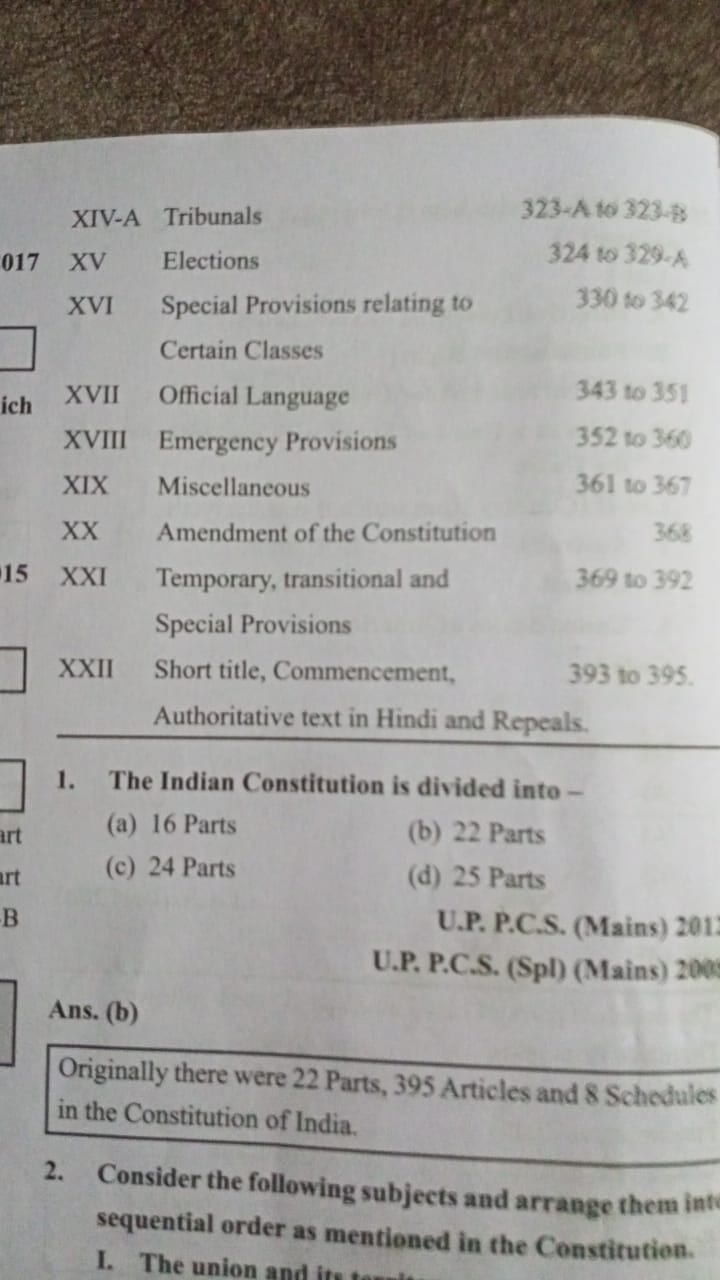 XIV-A Tribunals 323-A to 323-B
017 XV Elections 324 to 329-A
XVI Special Provisions relating to 330 to 342
Certain Classes
ich XVII Official Language 343 to 351
XVIII Emergency Provisions 352 to 360
XIX Miscellaneous 361 to 367
XX Amendment of the Constitution 368
015 XXI Temporary, transitional and 369 to 392
Special Provisions
XXII Short title, Commencement, 393 to 395.
Authoritative text in Hindi and Repeals.
1. The Indian Constitution is divided into –
(a) 16 Parts (b) 22 Parts
art
(c) 24 Parts (d) 25 Parts
art
-B
U.P. P.C.S. (Mains) 201
U.P. P.C.S. (Spl) (Mains) 200
Ans. (b)
Originally there were 22 Parts, 395 Articles and 8 Schedules
in the Constitution of India.
2. Consider the following subjects and arrange them into
sequential order as mentioned in the Constitution.
I. The union and its